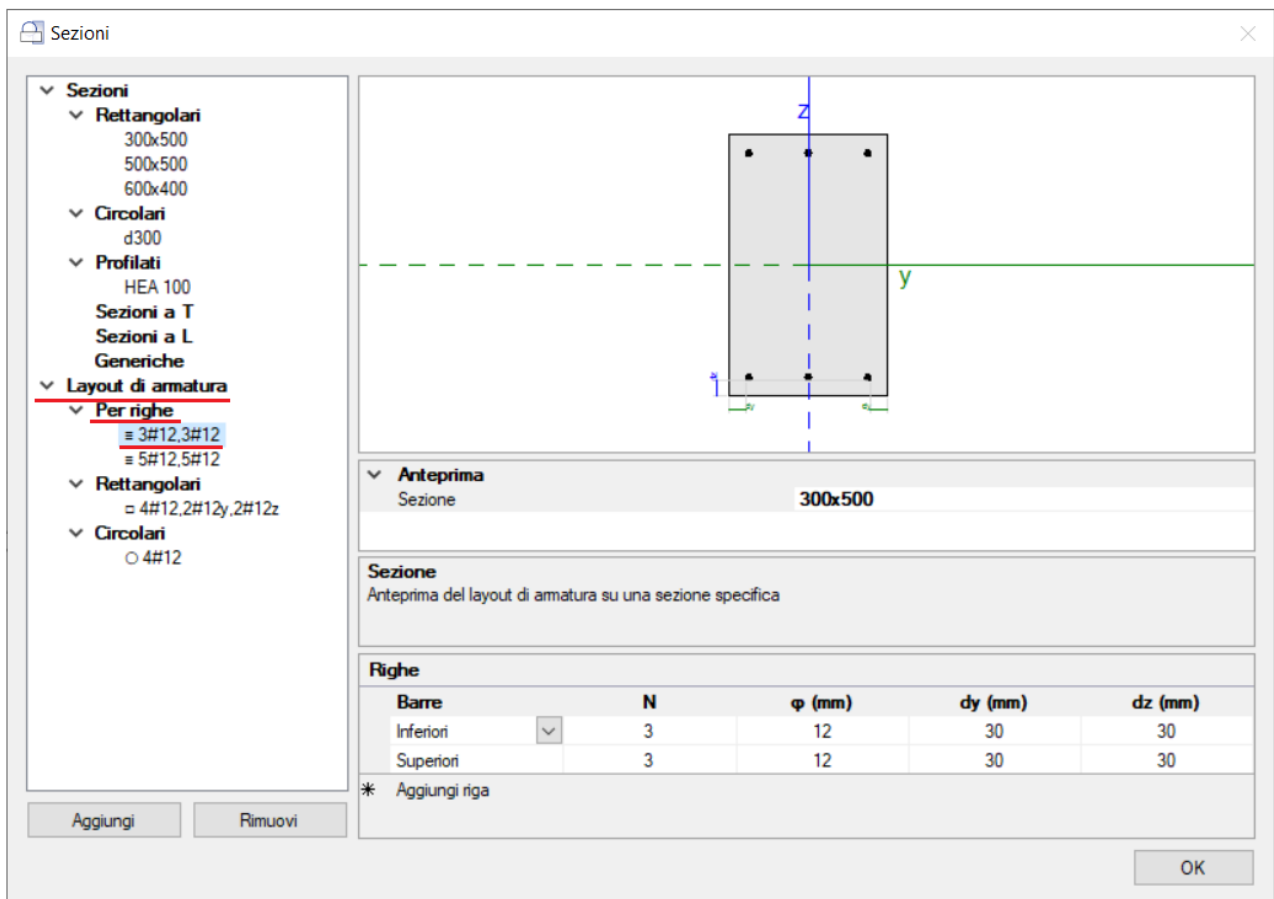 Sezioni
Sezioni
Rettangolari
300x500
500x500
600x400
Circolari
d300
Profilati
HEA 100
Sezioni a T
Sezioni a L
Generiche
Layout di armatura
Per righe
3#12,3#12
5#12,5#12
Rettangolari
4#12,2#12y,2#12z
Circolari
4#12
Aggiungi Rimuovi
z
y
dz
dy
dy
Anteprima
Sezione 300x500
Sezione
Anteprima del layout di armatura su una sezione specifica
Righe
Barre N φ (mm) dy (mm) dz (mm)
Inferiori 3 12 30 30
Superiori 3 12 30 30
Aggiungi riga
OK